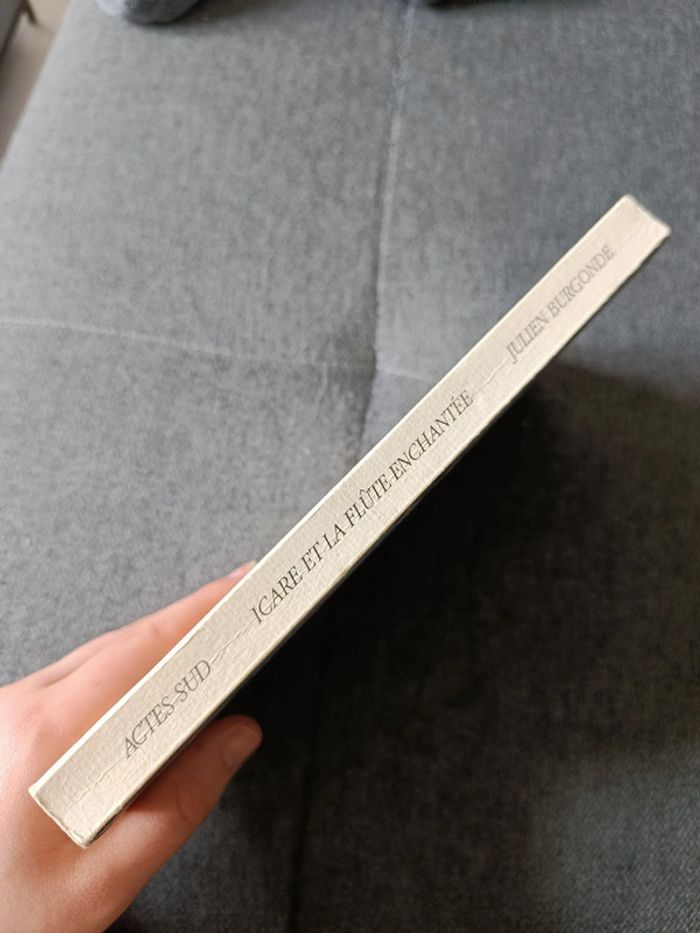 ACTES SUD ICARE ET LA FLÛTE ENCHANTÉE JULIEN BURGONDE